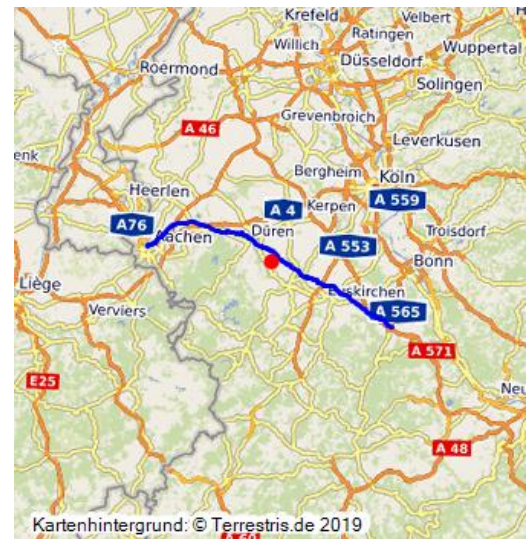 Krefeld
Velbert
Ratingen
Willich
Wuppertal
Düsseldorf
Roermond
Solingen
Grevenbroich
A 46
Leverkusen
Bergheim
Köln
Heerlen
A 4
A 559
Kerpen
A76
Düren
Troisdorf
Aachen
A 553
Bonn
Liège
A 565
Verviers
A 571
E25
A 48
Kartenhintergrund: © Terrestris.de 2019